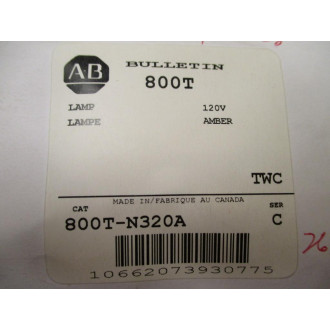 AB
BULLETIN
800T
LAMP 120V
LAMPE AMBER
TWC
MADE IN/FABRIQUE AU CANADA
CAT SER
800T-N320A C
10662073930775